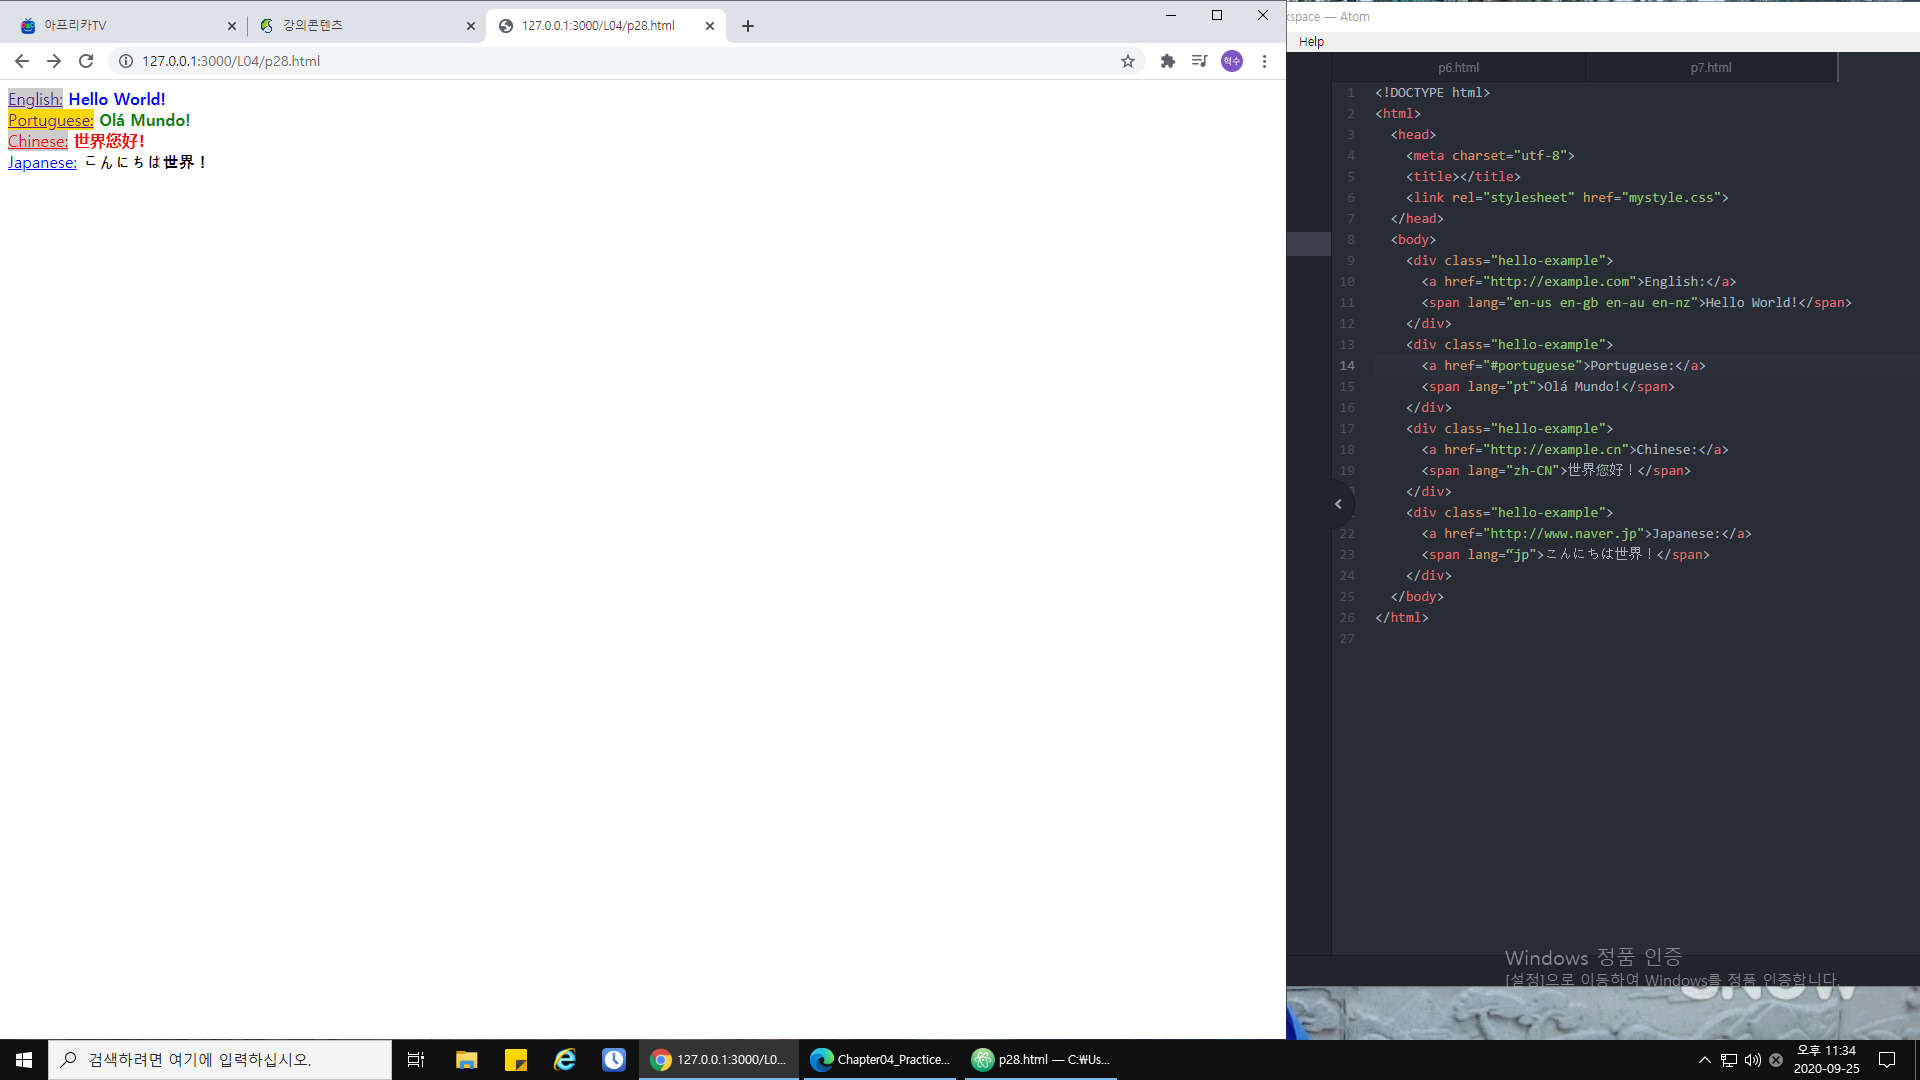 아프리카TV
강의콘텐츠
127.0.0.1:3000/L04/p28.html
127.0.0.1:3000/L04/p28.html
혁수
English: Hello World!
Portuguese: Olá Mundo!
Chinese: 世界您好!
Japanese: こんにちは世界！
kspace — Atom
Help
p6.html
p7.html
1 <!DOCTYPE html>
2 <html>
3 <head>
4 <meta charset="utf-8">
5 <title></title>
6 <link rel="stylesheet" href="mystyle.css">
7 </head>
8 <body>
9 <div class="hello-example">
10 <a href="http://example.com">English:</a>
11 <span lang="en-us en-gb en-au en-nz">Hello World!</span>
12 </div>
13 <div class="hello-example">
14 <a href="#portuguese">Portuguese:</a>
15 <span lang="pt">Olá Mundo!</span>
16 </div>
17 <div class="hello-example">
18 <a href="http://example.cn">Chinese:</a>
19 <span lang="zh-CN">世界您好！</span>
</div>
<div class="hello-example">
22 <a href="http://www.naver.jp">Japanese:</a>
23 <span lang=“jp">こんにちは世界！</span>
24 </div>
25 </body>
26 </html>
27
Windows 정품 인증
[설정]으로 이동하여 Windows를 정품 인증합니다.
SNOW
검색하려면 여기에 입력하십시오.
127.0.0.1:3000/L0...
Chapter04_Practice...
p28.html — C:₩Us...
오후 11:34
2020-09-25